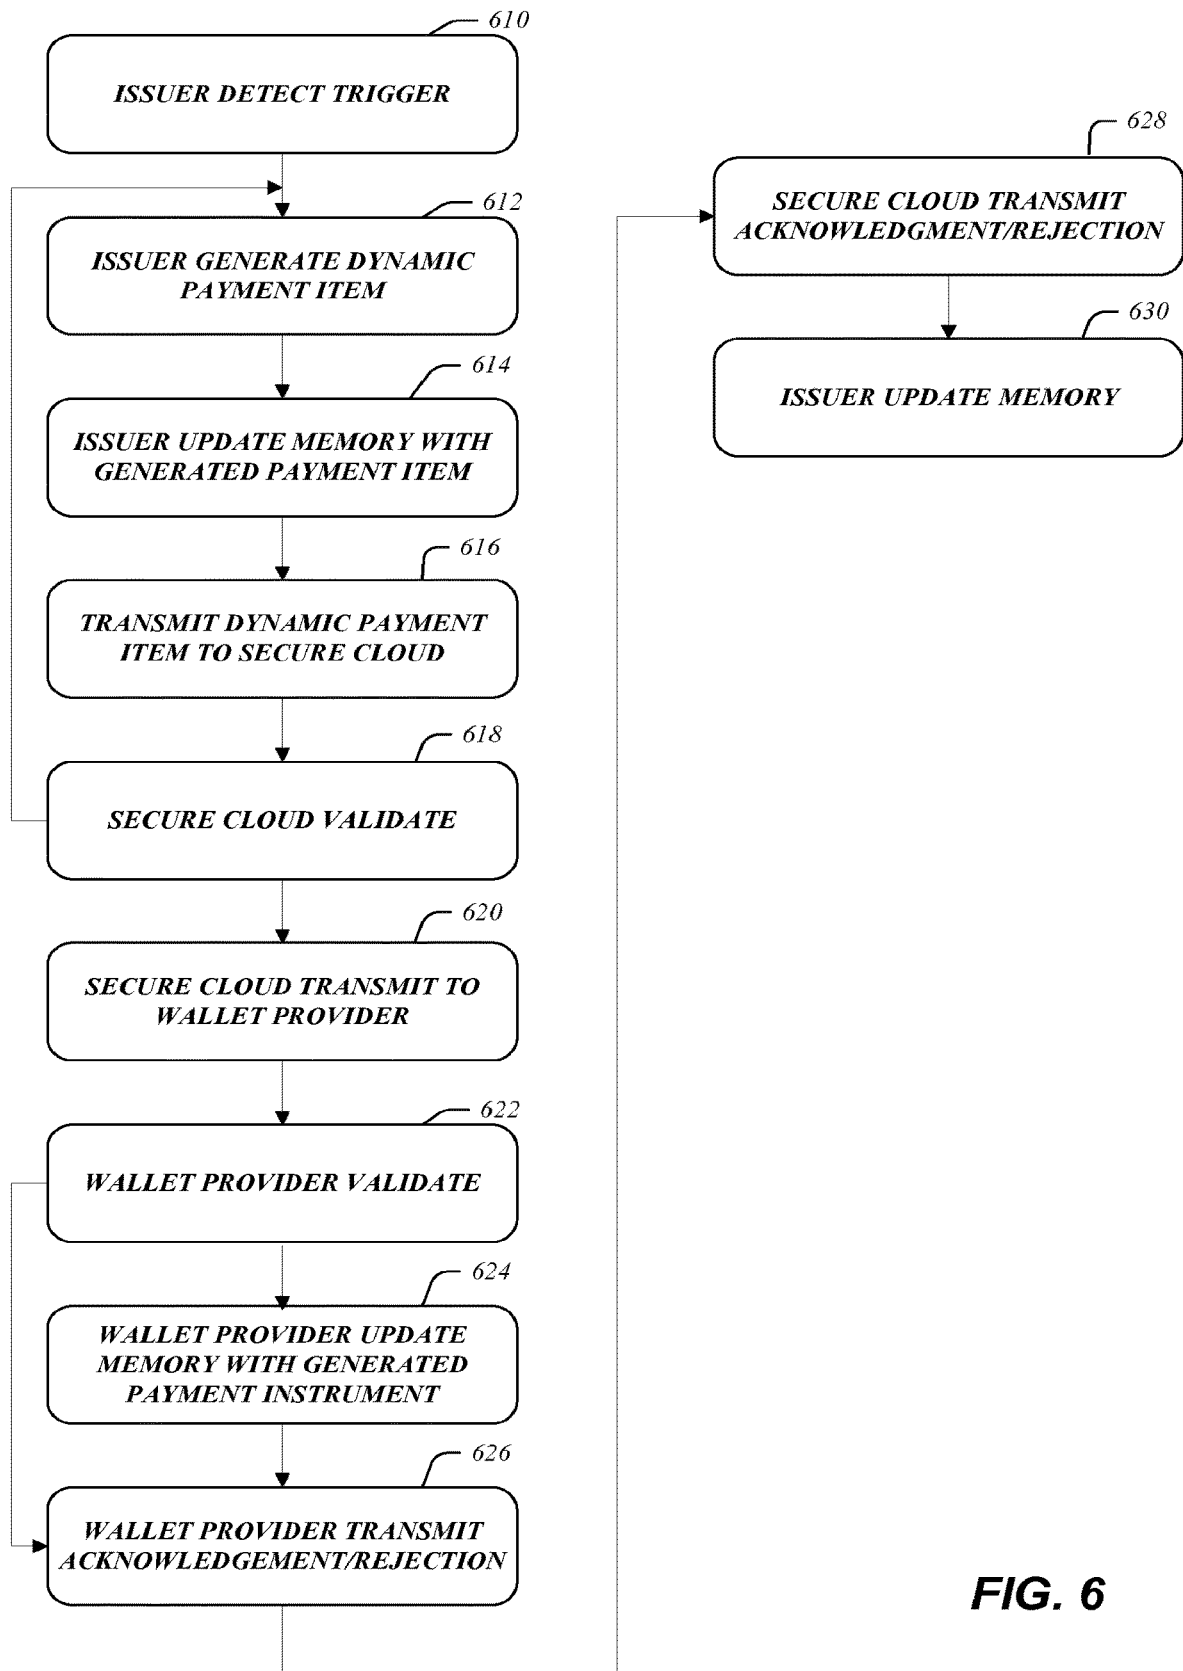 610
ISSUER DETECT TRIGGER
612
ISSUER GENERATE DYNAMIC
PAYMENT ITEM
614
ISSUER UPDATE MEMORY WITH
GENERATED PAYMENT ITEM
616
TRANSMIT DYNAMIC PAYMENT
ITEM TO SECURE CLOUD
618
SECURE CLOUD VALIDATE
620
SECURE CLOUD TRANSMIT TO
WALLET PROVIDER
622
WALLET PROVIDER VALIDATE
624
WALLET PROVIDER UPDATE
MEMORY WITH GENERATED
PAYMENT INSTRUMENT
626
WALLET PROVIDER TRANSMIT
ACKNOWLEDGEMENT/REJECTION
628
SECURE CLOUD TRANSMIT
ACKNOWLEDGMENT/REJECTION
630
ISSUER UPDATE MEMORY
FIG. 6